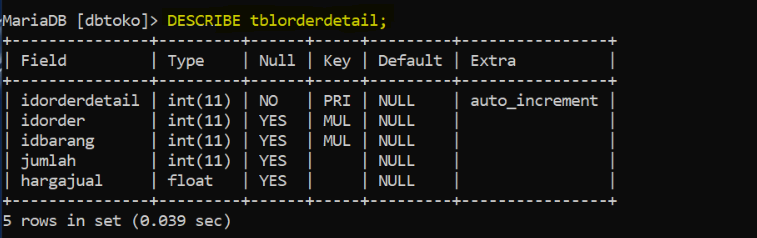 MariaDB [dbtoko]> DESCRIBE tblorderdetail;
+---------------+---------+------+-----+---------+----------------+
| Field         | Type    | Null | Key | Default | Extra          |
+---------------+---------+------+-----+---------+----------------+
| idorderdetail | int(11) | NO   | PRI | NULL    | auto_increment |
| idorder       | int(11) | YES  | MUL | NULL    |                |
| idbarang      | int(11) | YES  | MUL | NULL    |                |
| jumlah        | int(11) | YES  |     | NULL    |                |
| hargajual     | float   | YES  |     | NULL    |                |
+---------------+---------+------+-----+---------+----------------+
5 rows in set (0.039 sec)